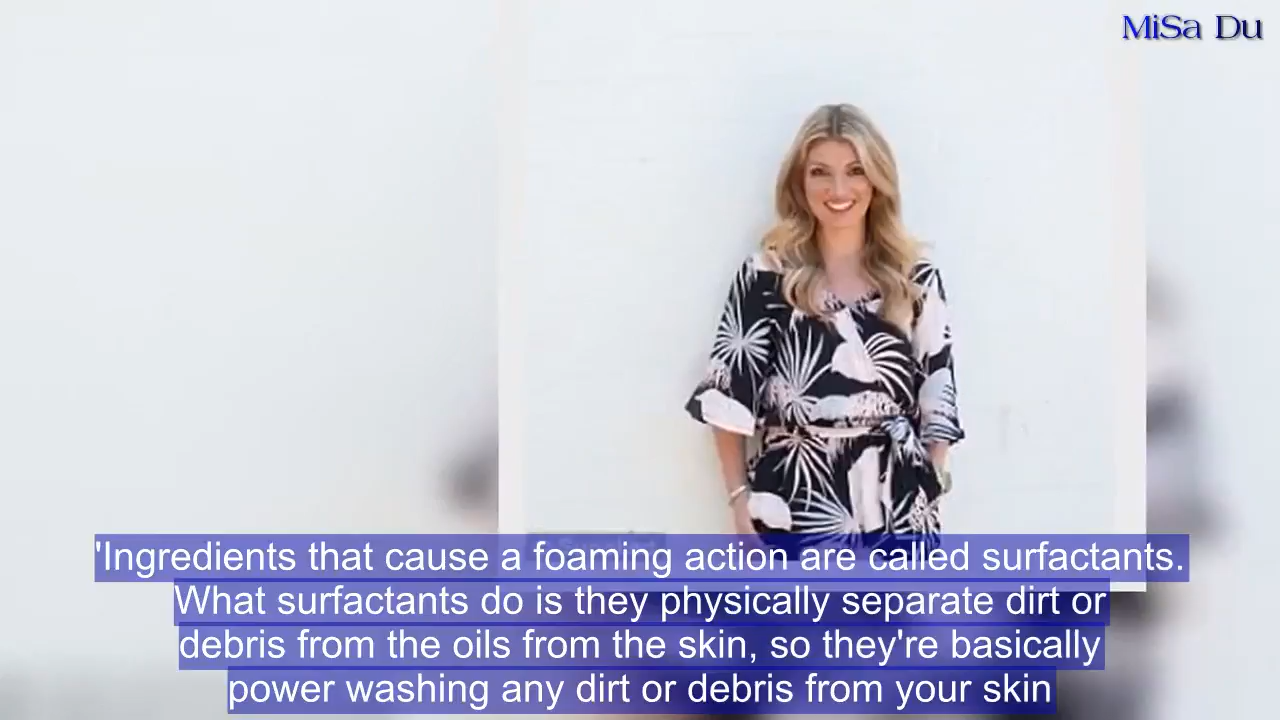 MiSa Du
'Ingredients that cause a foaming action are called surfactants.
What surfactants do is they physically separate dirt or
debris from the oils from the skin, so they're basically
power washing any dirt or debris from your skin